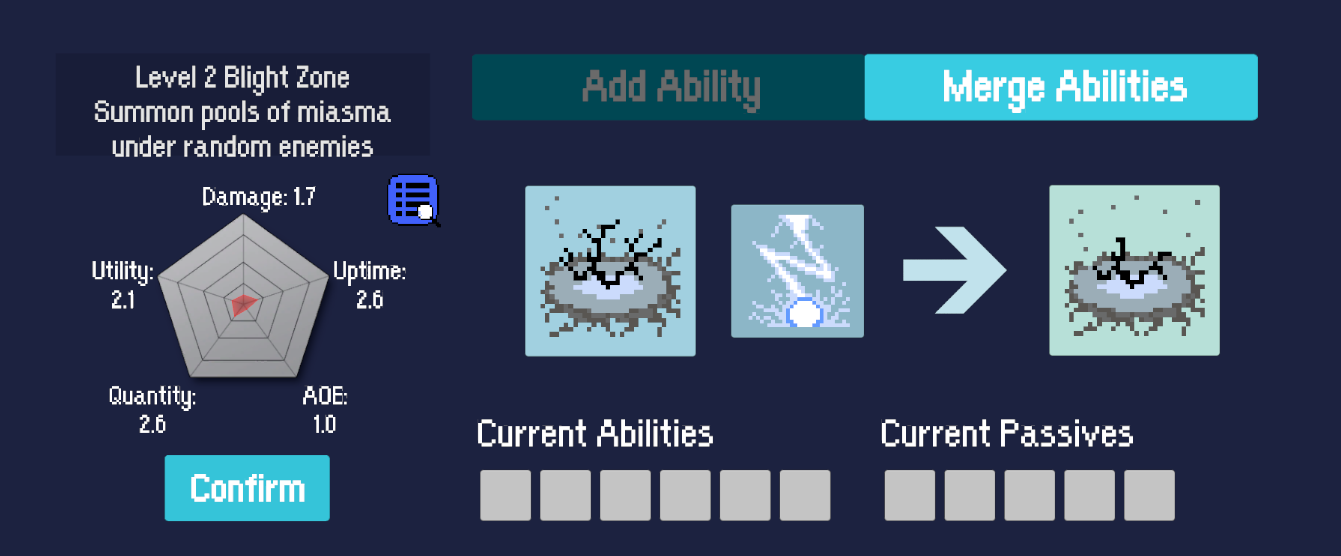 Level 2 Blight Zone
Summon pools of miasma
under random enemies
Add Ability
Merge Abilities
Damage: 1.7
Utility:
2.1
Uptime:
2.6
Quantity:
2.6
AOE:
1.0
Confirm
Current Abilities
Current Passives